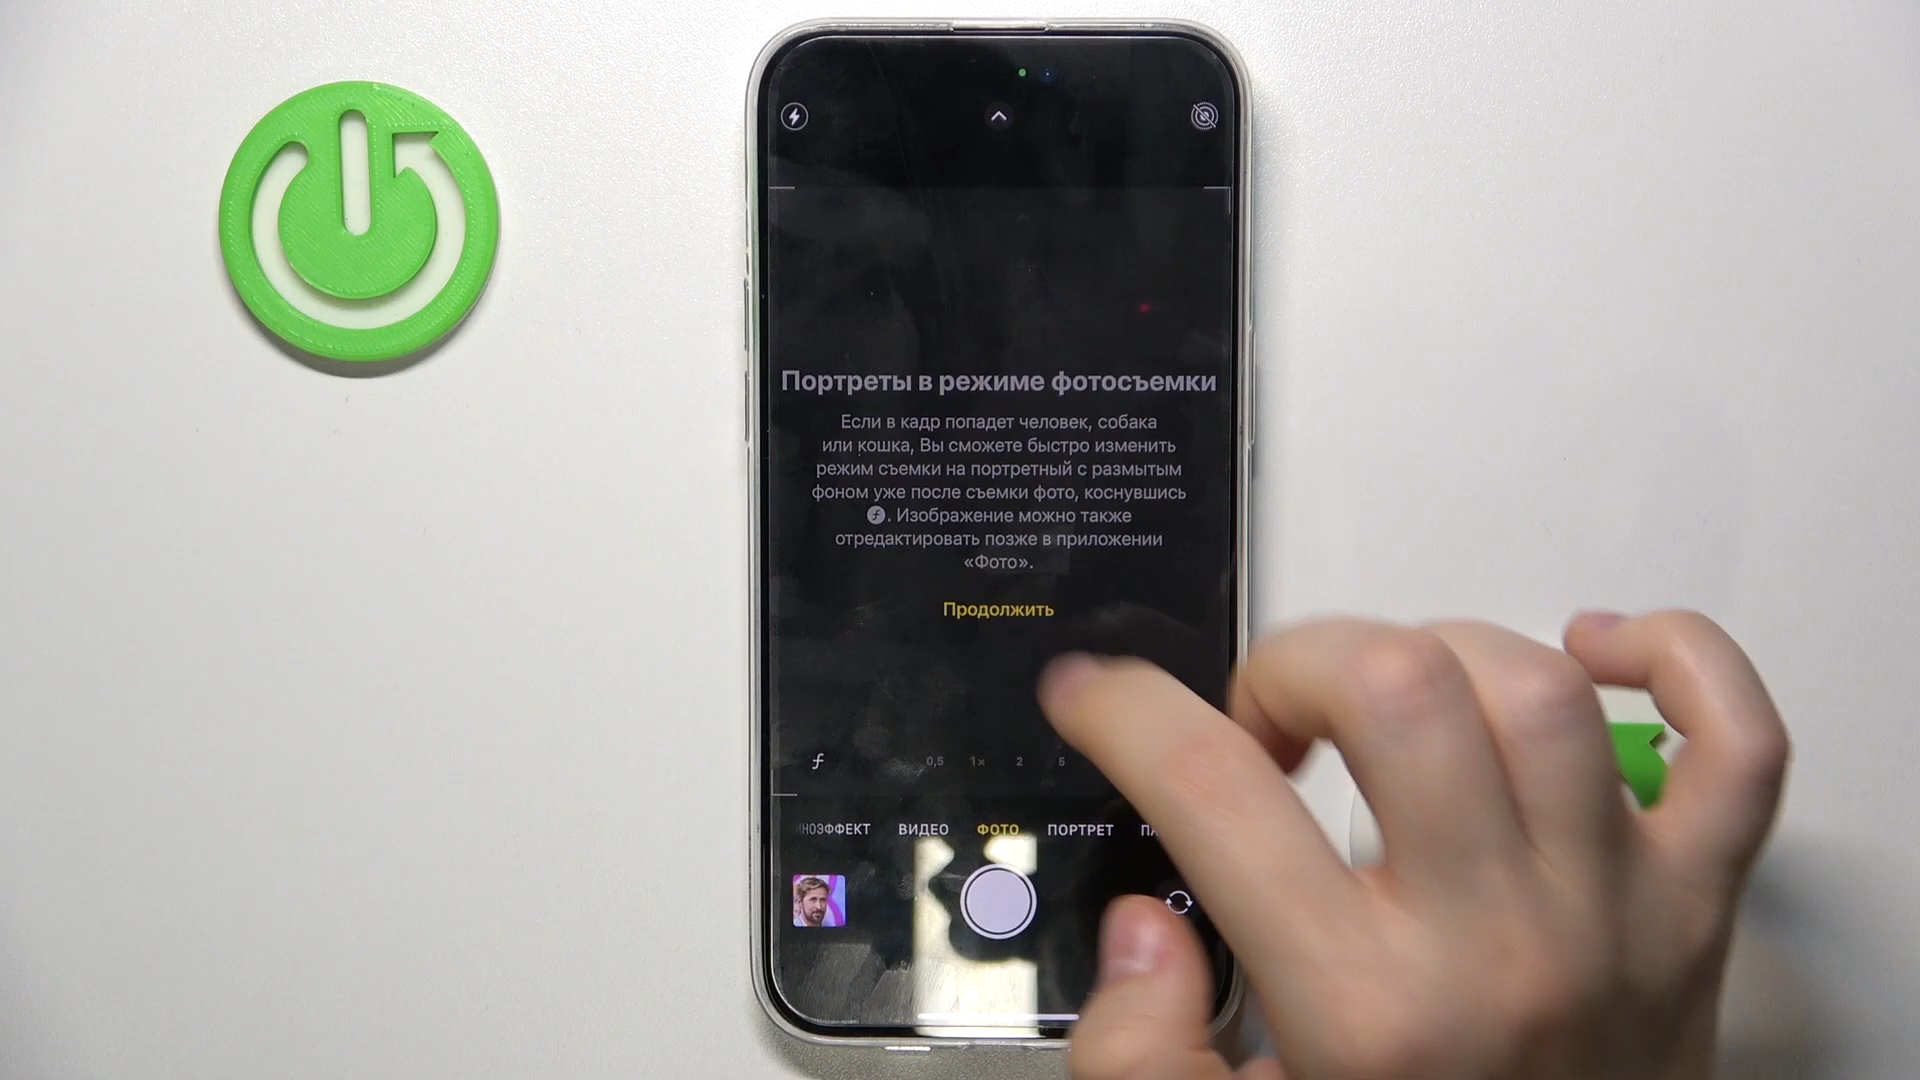 Портреты в режиме фотосъемки
Если в кадр попадет человек, собака
или кошка, Вы сможете быстро изменить
режим съемки на портретный с размытым
фоном уже после съемки фото, коснувшись
ƒ. Изображение можно также
отредактировать позже в приложении
«Фото».
Продолжить
ƒ 0,5 1× 2 5
ИНОЭФФЕКТ ВИДЕО ФОТО ПОРТРЕТ ПА